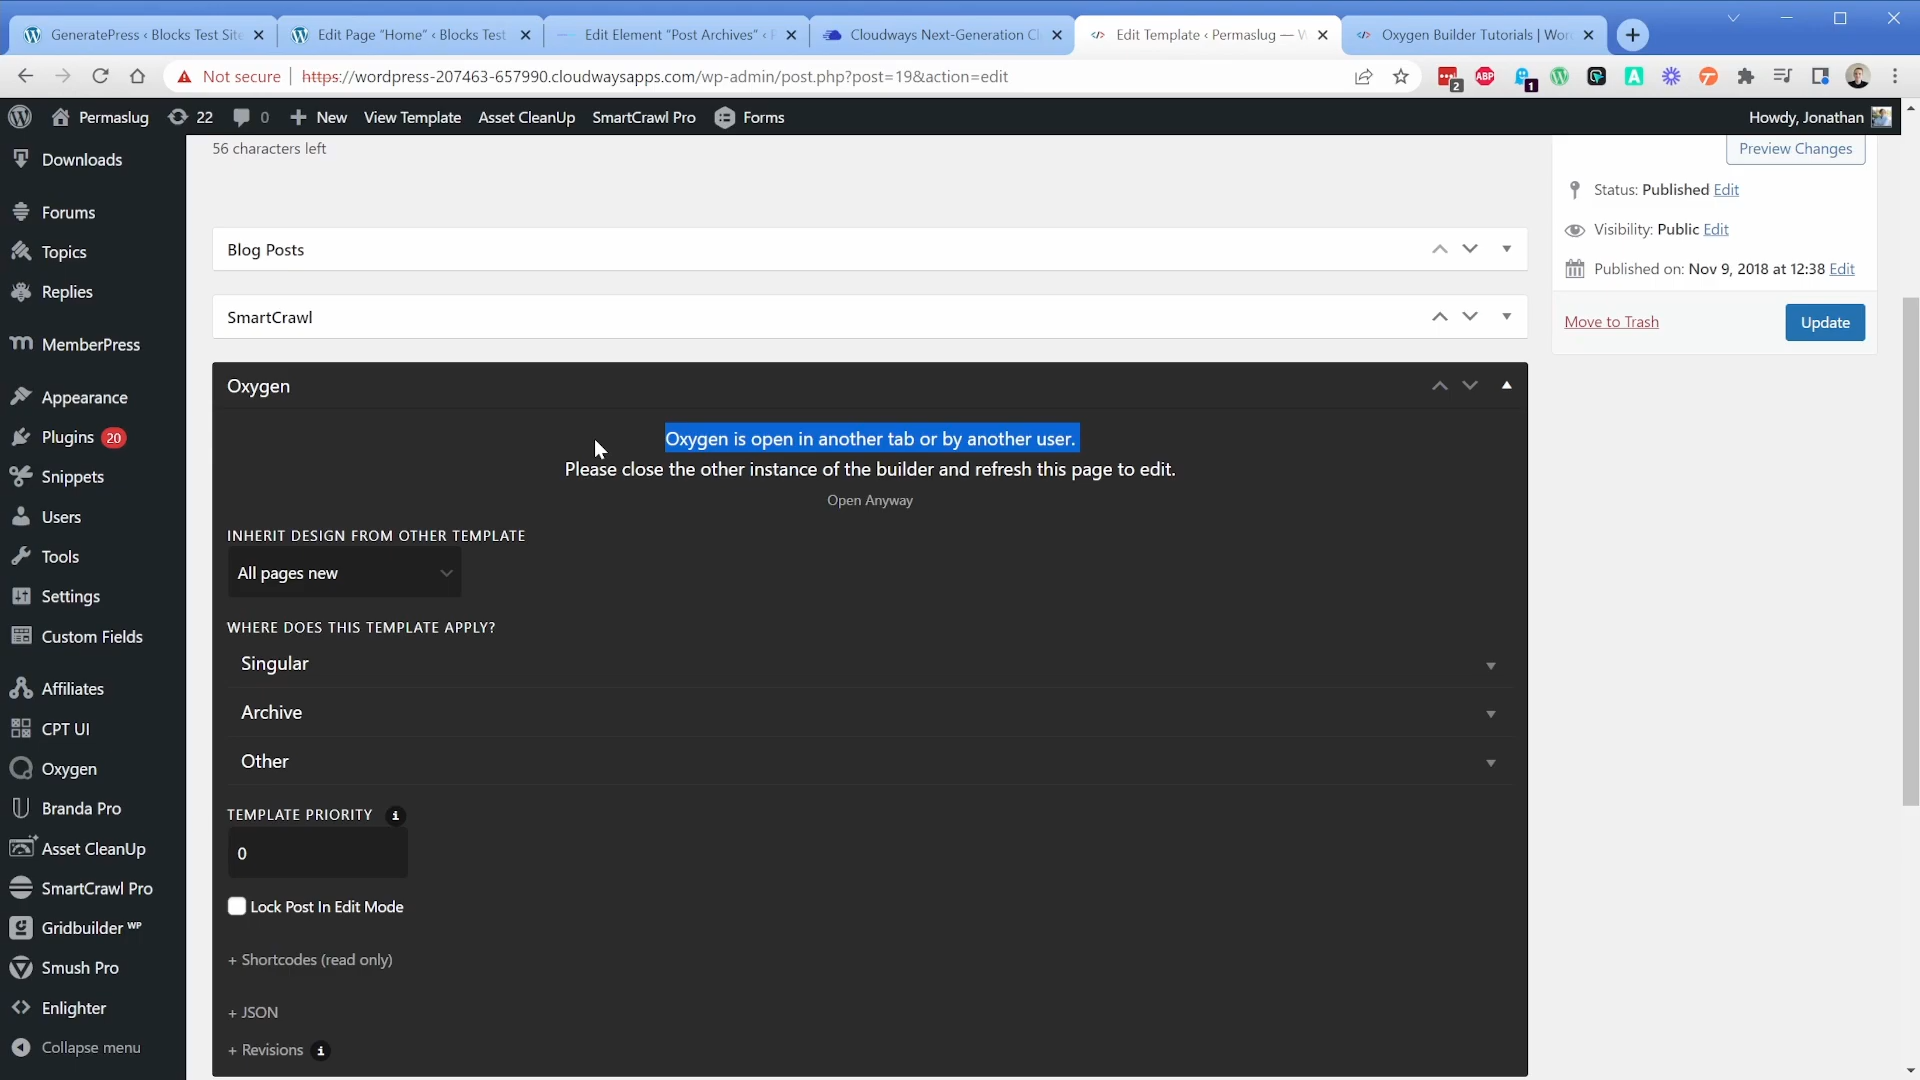 GeneratePress ‹ Blocks Test Site
Edit Page “Home” ‹ Blocks Test
Edit Element “Post Archives” ‹
Cloudways Next-Generation Cl
Edit Template ‹ Permaslug — W
Oxygen Builder Tutorials | Wor
Not secure
https://wordpress-207463-657990.cloudwaysapps.com/wp-admin/post.php?post=19&action=edit
2
ABP
1
Permaslug
22
0
New
View Template
Asset CleanUp
SmartCrawl Pro
Forms
Howdy, Jonathan
Downloads
Forums
Topics
Replies
MemberPress
Appearance
Plugins 20
Snippets
Users
Tools
Settings
Custom Fields
Affiliates
CPT UI
Oxygen
Branda Pro
Asset CleanUp
SmartCrawl Pro
Gridbuilder WP
Smush Pro
Enlighter
Collapse menu
56 characters left
Blog Posts
SmartCrawl
Oxygen
Oxygen is open in another tab or by another user.
Please close the other instance of the builder and refresh this page to edit.
Open Anyway
INHERIT DESIGN FROM OTHER TEMPLATE
All pages new
WHERE DOES THIS TEMPLATE APPLY?
Singular
Archive
Other
TEMPLATE PRIORITY i
0
Lock Post In Edit Mode
+ Shortcodes (read only)
+ JSON
+ Revisions i
Preview Changes
Status: Published Edit
Visibility: Public Edit
Published on: Nov 9, 2018 at 12:38 Edit
Move to Trash
Update